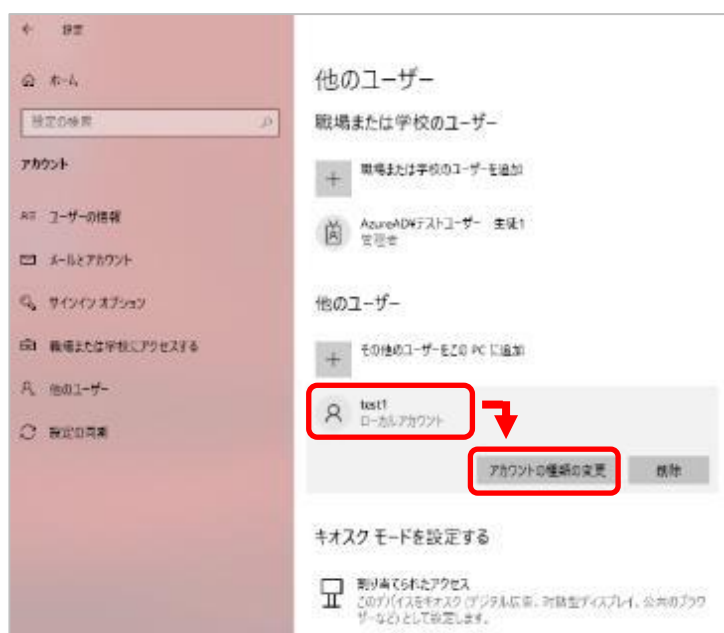 設定
ホーム
設定の検索
アカウント
ユーザーの情報
メールとアカウント
サインイン オプション
職場または学校にアクセスする
他のユーザー
設定の同期
他のユーザー
職場または学校のユーザー
職場または学校のユーザーを追加
AzureAD¥テストユーザー 生徒1
管理者
他のユーザー
その他のユーザーをこの PC に追加
test1
ローカル アカウント
アカウントの種類の変更
削除
キオスク モードを設定する
割り当てられたアクセス
このデバイスをキオスク (デジタル広告、対話型ディスプレイ、公共のブラウ
ザーなど) として設定します。